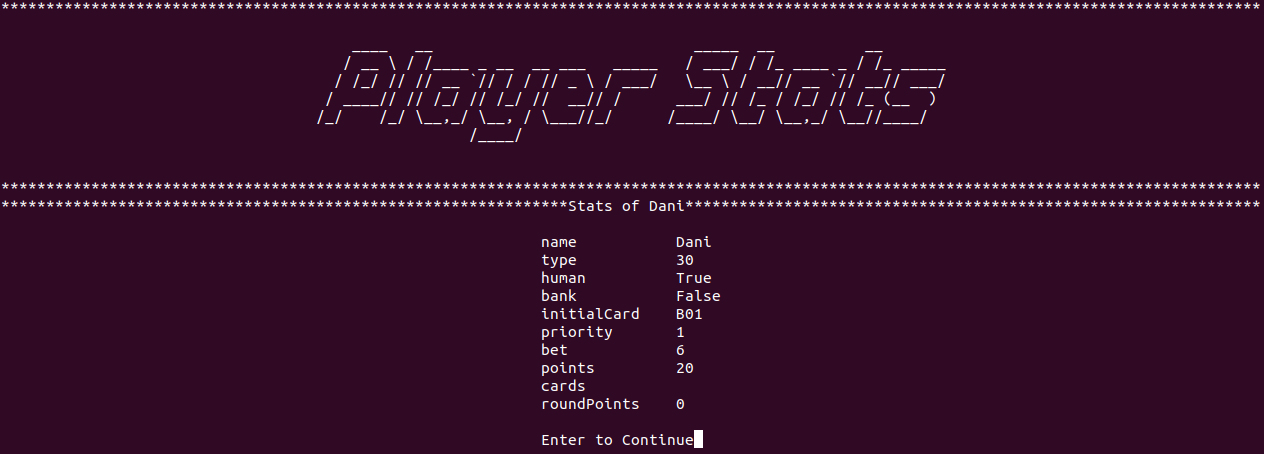 Player Stats
Stats of Dani
name Dani
type 30
human True
bank False
initialCard B01
priority 1
bet 6
points 20
cards
roundPoints 0
Enter to Continue